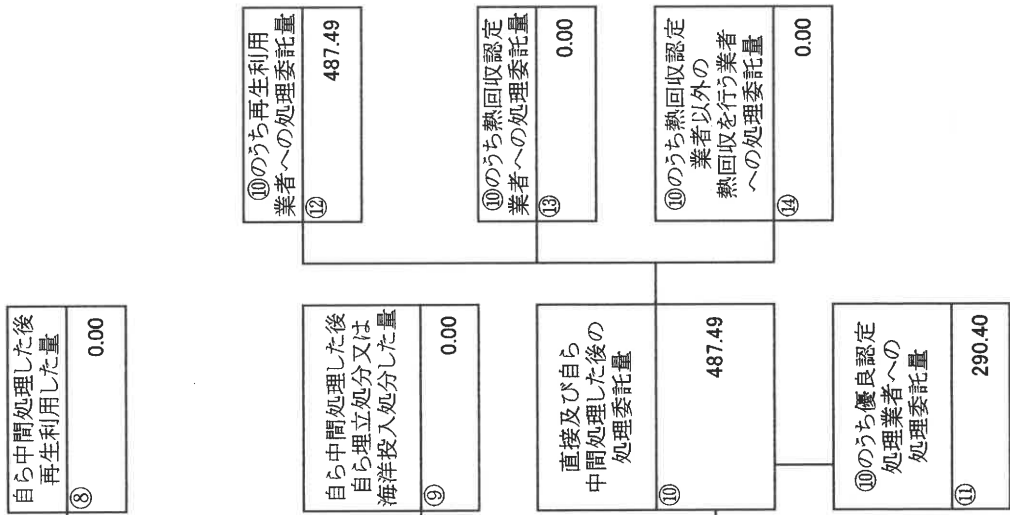 自ら中間処理した後
再生利用した量
⑧
0.00
自ら中間処理した後
自ら埋立処分又は
海洋投入処分した量
⑨
0.00
直接及び自ら
中間処理した後の
処理委託量
⑩
487.49
⑩のうち優良認定
処理業者への
処理委託量
⑪
290.40
⑩のうち再生利用
業者への処理委託量
⑫
487.49
⑩のうち熱回収認定
業者への処理委託量
⑬
0.00
⑩のうち熱回収認定
業者以外の
熱回収を行う業者
への処理委託量
⑭
0.00